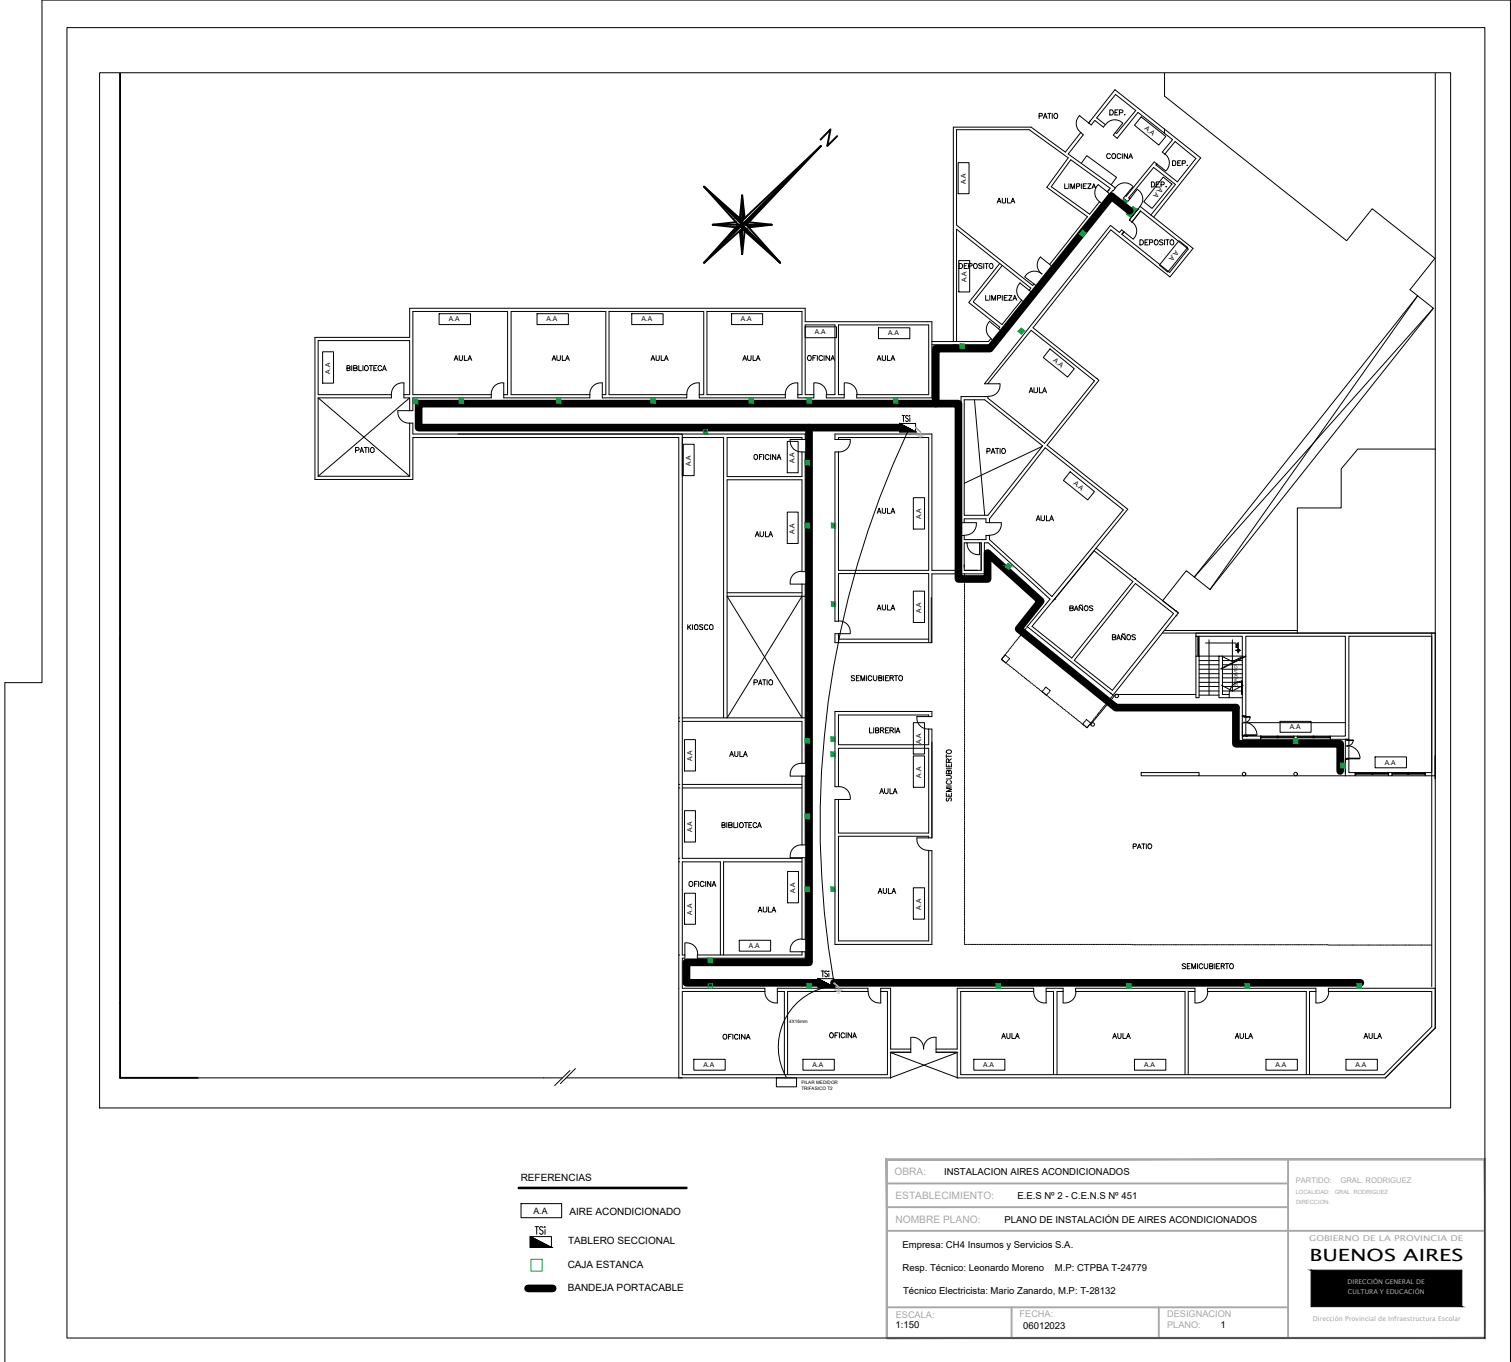 N
PATIO
DEP.
A.A
COCINA
DEP.
LIMPIEZA
DEP.
A.A
A.A
AULA
DEPOSITO
A.A
DEPOSITO
A.A
LIMPIEZA
A.A
A.A
A.A
A.A
A.A
A.A
BIBLIOTECA
A.A
AULA
AULA
AULA
AULA
OFICINA
AULA
A.A
AULA
TSi
PATIO
A.A
OFICINA
A.A
PATIO
A.A
AULA
A.A
AULA
A.A
AULA
AULA
A.A
BAÑOS
BAÑOS
KIOSCO
SEMICUBIERTO
PATIO
LIBRERIA
A.A
A.A
A.A
AULA
A.A
AULA
A.A
SEMICUBIERTO
A.A
BIBLIOTECA
PATIO
OFICINA
A.A
A.A
AULA
AULA
A.A
A.A
SEMICUBIERTO
TSi
4X16mm
OFICINA
OFICINA
AULA
AULA
AULA
AULA
A.A
A.A
A.A
A.A
A.A
A.A
PILAR MEDIDOR
TRIFASICO T2
REFERENCIAS
A.A AIRE ACONDICIONADO
TSi
TABLERO SECCIONAL
CAJA ESTANCA
BANDEJA PORTACABLE
OBRA: INSTALACION AIRES ACONDICIONADOS
ESTABLECIMIENTO: E.E.S Nº 2 - C.E.N.S Nº 451
NOMBRE PLANO: PLANO DE INSTALACIÓN DE AIRES ACONDICIONADOS
Empresa: CH4 Insumos y Servicios S.A.
Resp. Técnico: Leonardo Moreno M.P: CTPBA T-24779
Técnico Electricista: Mario Zanardo, M.P: T-28132
ESCALA:
1:150
FECHA:
06012023
DESIGNACION
PLANO: 1
PARTIDO: GRAL. RODRIGUEZ
LOCALIDAD: GRAL. RODRIGUEZ
DIRECCION:
GOBIERNO DE LA PROVINCIA DE
BUENOS AIRES
DIRECCIÓN GENERAL DE
CULTURA Y EDUCACIÓN
Dirección Provincial de Infraestructura Escolar